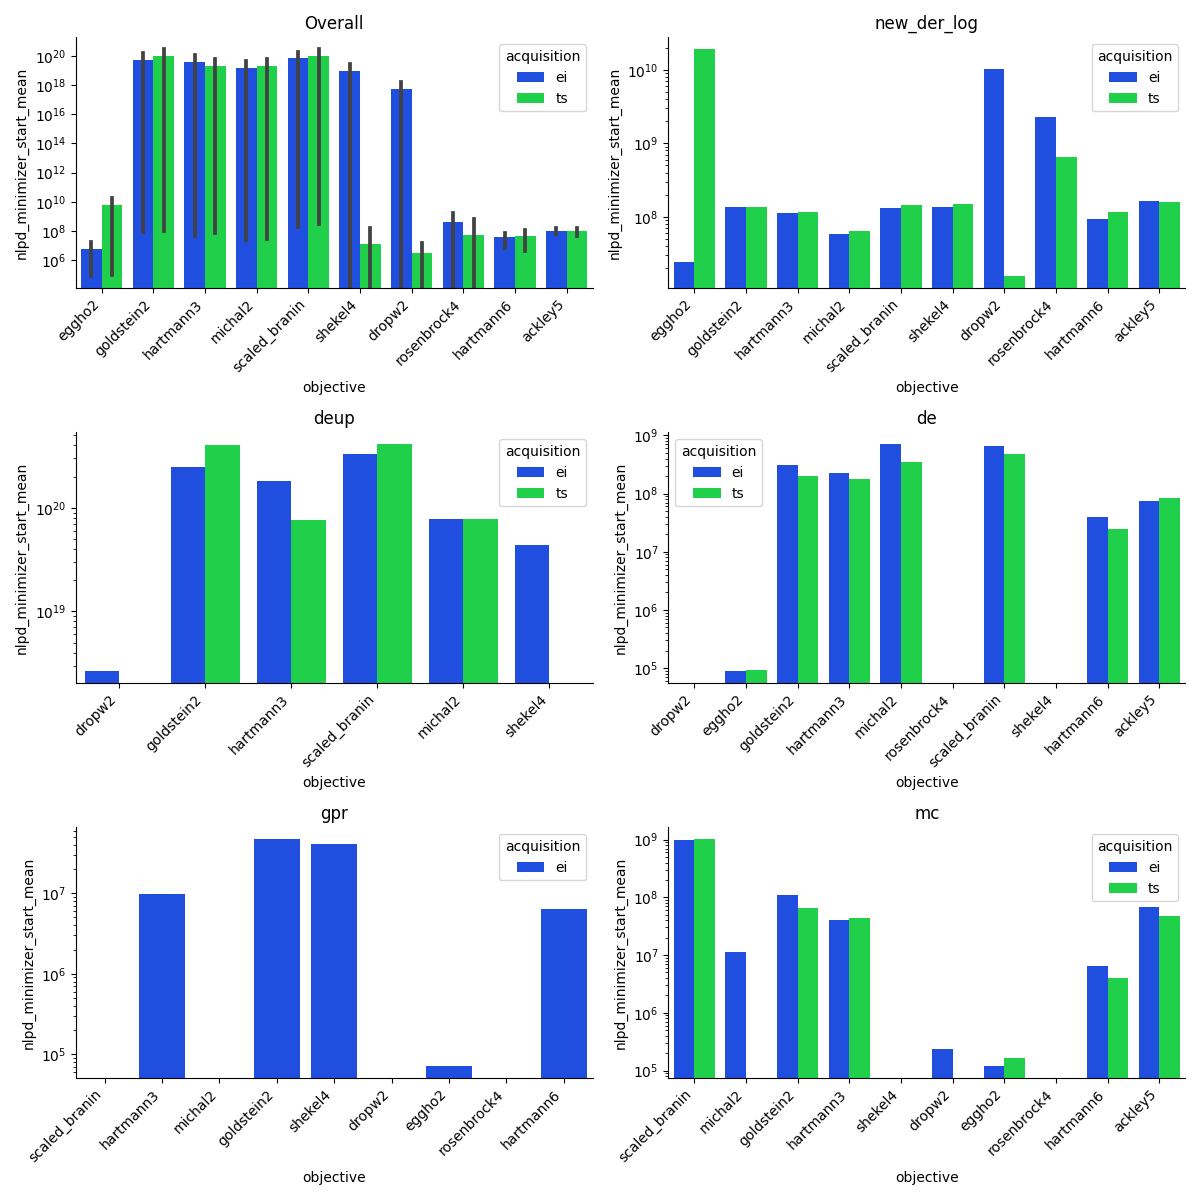 Overall
nlpd_minimizer_start_mean
10^20
10^18
10^16
10^14
10^12
10^10
10^8
10^6
acquisition
ei
ts
eggho2
goldstein2
hartmann3
michal2
scaled_branin
shekel4
dropw2
rosenbrock4
hartmann6
ackley5
objective
new_der_log
nlpd_minimizer_start_mean
10^10
10^9
10^8
acquisition
ei
ts
eggho2
goldstein2
hartmann3
michal2
scaled_branin
shekel4
dropw2
rosenbrock4
hartmann6
ackley5
objective
deup
nlpd_minimizer_start_mean
10^20
10^19
acquisition
ei
ts
dropw2
goldstein2
hartmann3
scaled_branin
michal2
shekel4
objective
de
nlpd_minimizer_start_mean
10^9
10^8
10^7
10^6
10^5
acquisition
ei
ts
dropw2
eggho2
goldstein2
hartmann3
michal2
rosenbrock4
scaled_branin
shekel4
hartmann6
ackley5
objective
gpr
nlpd_minimizer_start_mean
10^7
10^6
10^5
acquisition
ei
scaled_branin
hartmann3
michal2
goldstein2
shekel4
dropw2
eggho2
rosenbrock4
hartmann6
objective
mc
nlpd_minimizer_start_mean
10^9
10^8
10^7
10^6
10^5
acquisition
ei
ts
scaled_branin
michal2
goldstein2
hartmann3
shekel4
dropw2
eggho2
rosenbrock4
hartmann6
ackley5
objective